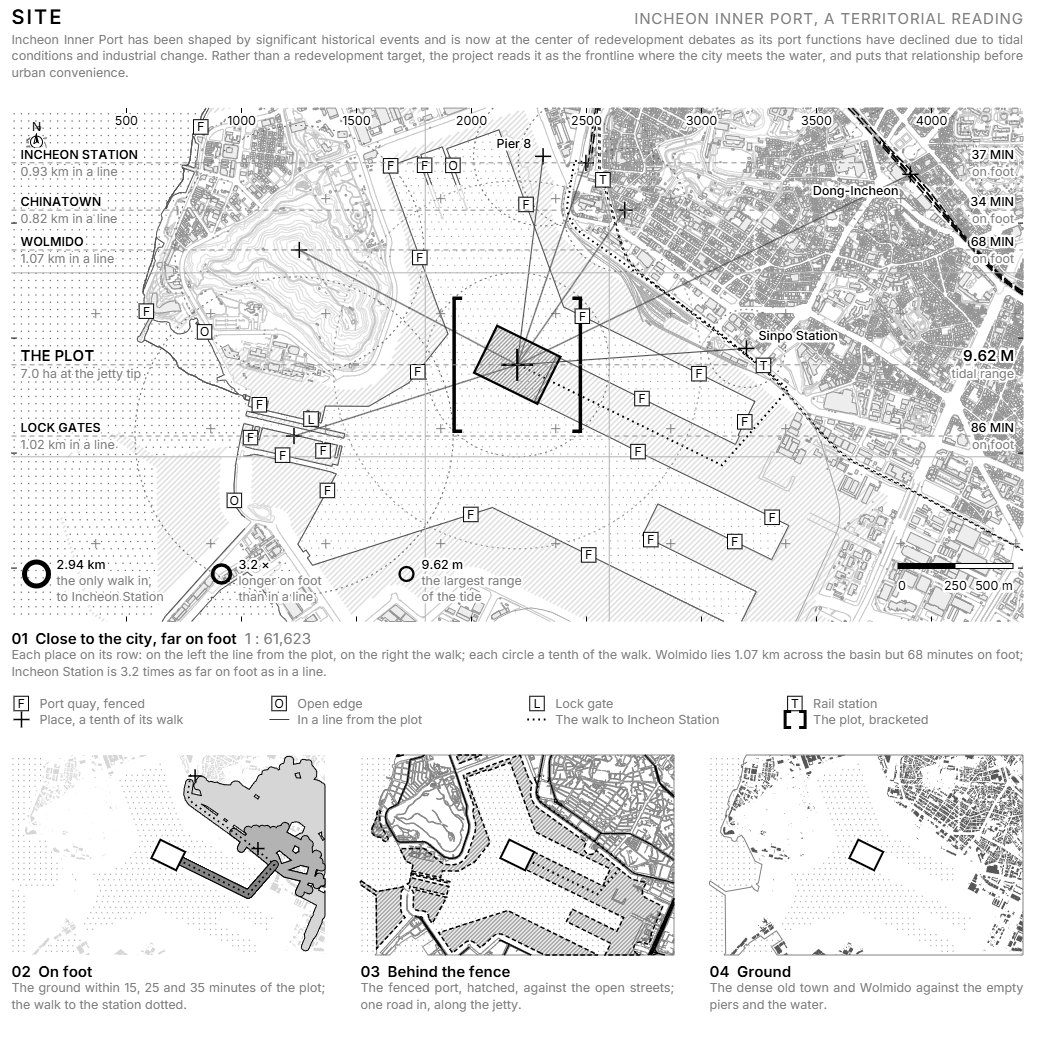 SITE
INCHEON INNER PORT, A TERRITORIAL READING
Incheon Inner Port has been shaped by significant historical events and is now at the center of redevelopment debates as its port functions have declined due to tidal
conditions and industrial change. Rather than a redevelopment target, the project reads it as the frontline where the city meets the water, and puts that relationship before
urban convenience.
500 1000 1500 2000 2500 3000 3500 4000
N
F
Pier 8
INCHEON STATION
0.93 km in a line
37 MIN
on foot
F F O
T
Dong-Incheon
CHINATOWN
0.82 km in a line
34 MIN
on foot
F
WOLMIDO
1.07 km in a line
68 MIN
on foot
F
F
F
O
Sinpo Station
THE PLOT
7.0 ha at the jetty tip
9.62 M
tidal range
T
F
F
F
F
L
F
LOCK GATES
1.02 km in a line
86 MIN
on foot
F
F
F
F
F
O
F
F
F
F
F
2.94 km
the only walk in,
to Incheon Station
3.2 ×
longer on foot
than in a line
9.62 m
the largest range
of the tide
0 250 500 m
01 Close to the city, far on foot 1 : 61,623
Each place on its row: on the left the line from the plot, on the right the walk; each circle a tenth of the walk. Wolmido lies 1.07 km across the basin but 68 minutes on foot;
Incheon Station is 3.2 times as far on foot as in a line.
F Port quay, fenced
O Open edge
L Lock gate
T Rail station
Place, a tenth of its walk
In a line from the plot
The walk to Incheon Station
The plot, bracketed
02 On foot
The ground within 15, 25 and 35 minutes of the plot;
the walk to the station dotted.
03 Behind the fence
The fenced port, hatched, against the open streets;
one road in, along the jetty.
04 Ground
The dense old town and Wolmido against the empty
piers and the water.